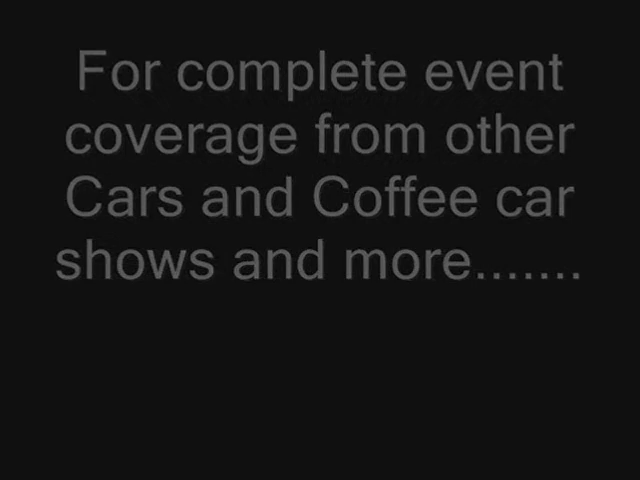 For complete event
coverage from other
Cars and Coffee car
shows and more.......